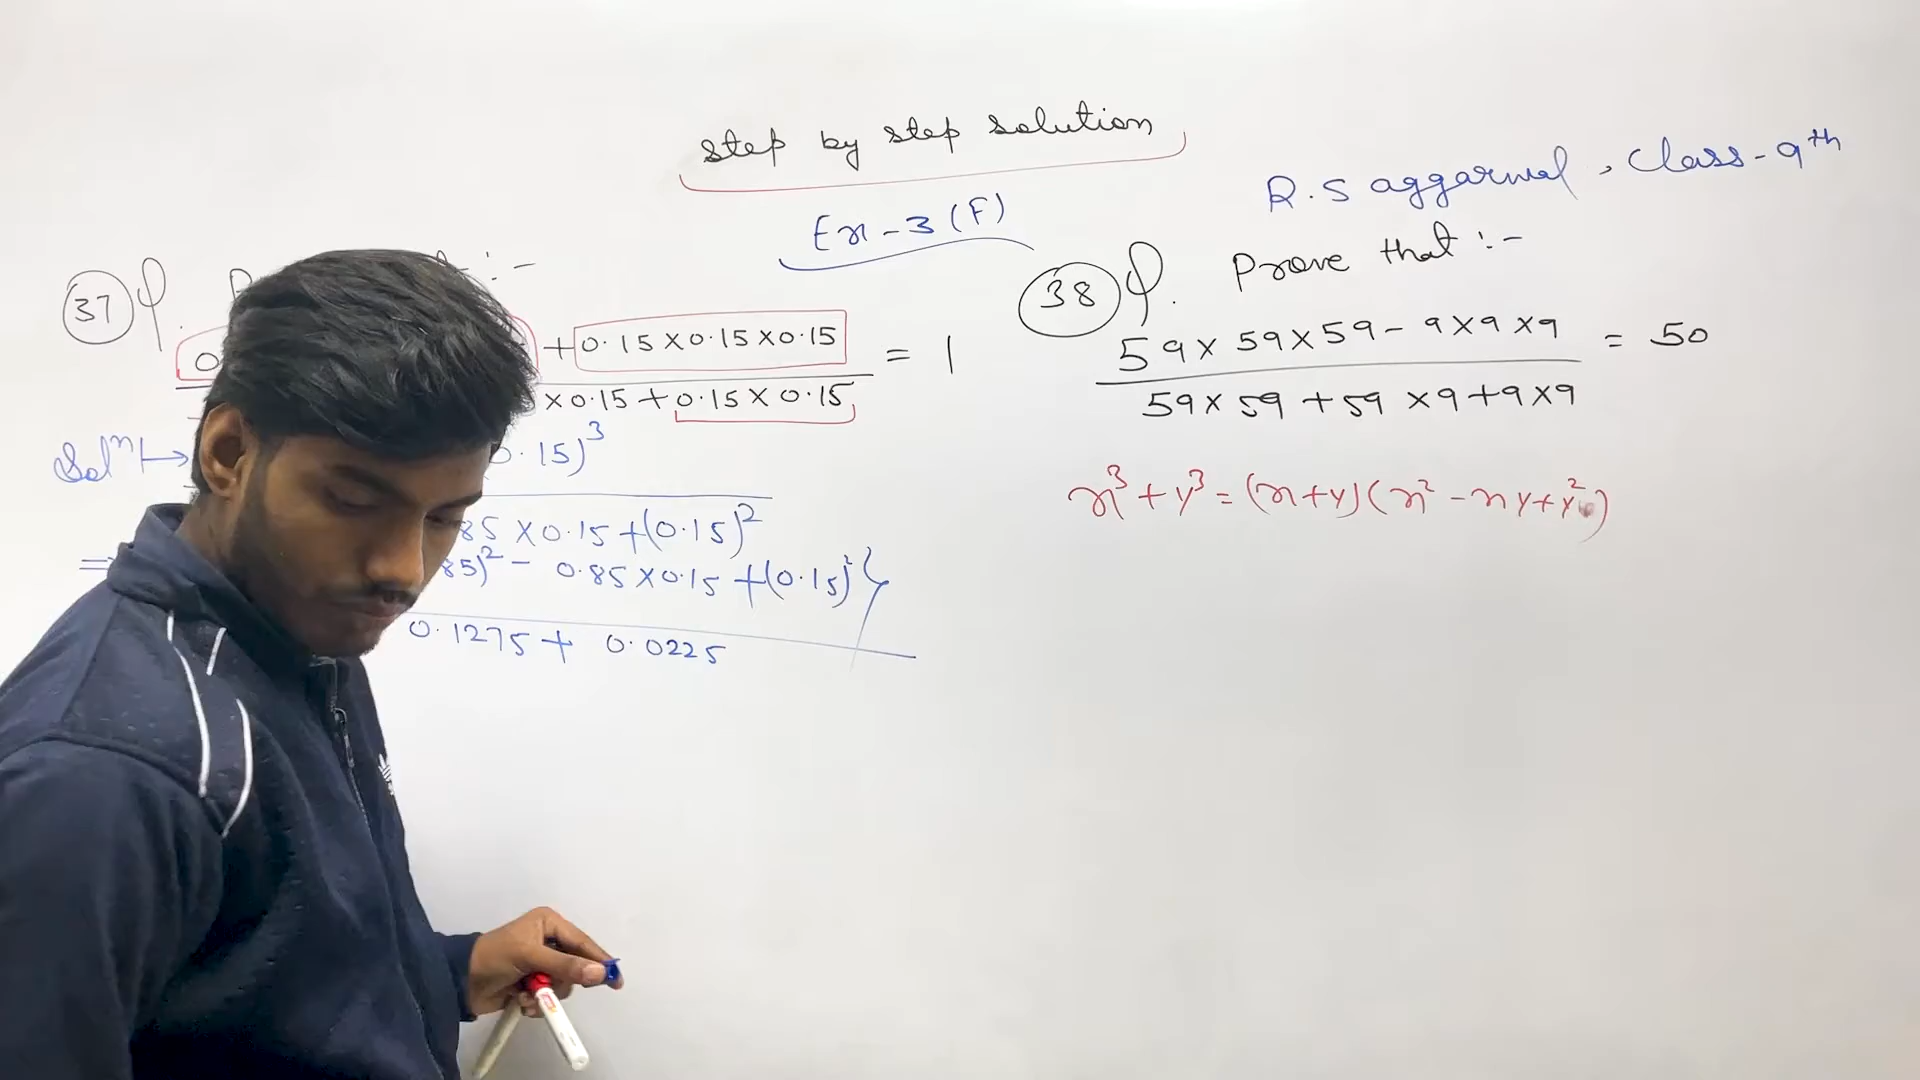 step by step solution
R.S aggarwal, Class-9th
Ex-3(F)
37 Q.
:-
0. + 0.15×0.15×0.15 = 1
×0.15+0.15×0.15
Solⁿ→
0.15)³
85×0.15+(0.15)²
=> 85)²- 0.85×0.15+(0.15)²}
0.1275+ 0.0225
38 Q. Prove that :-
59×59×59-9×9×9 = 50
59×59+59×9+9×9
x³+y³=(x+y)(x²-xy+y²)